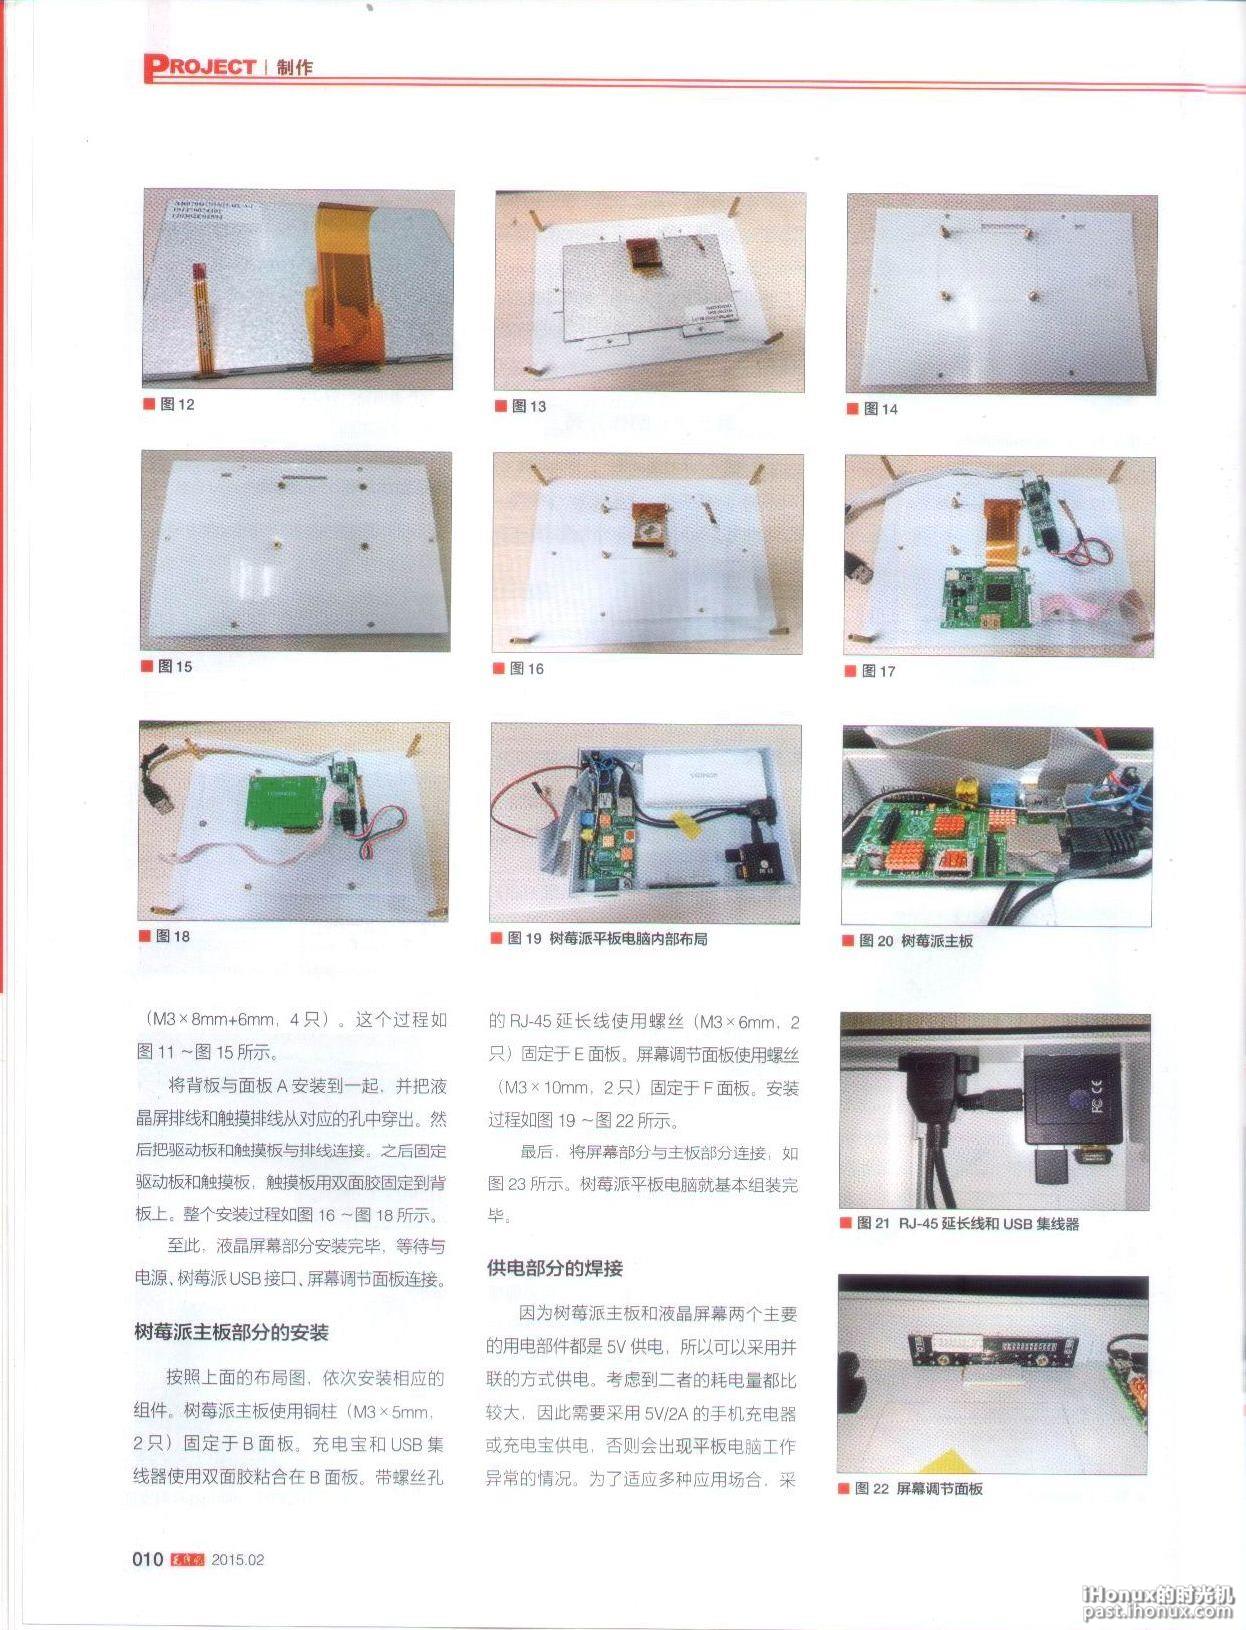 PROJECT | 制作
■ 图 12
■ 图 13
■ 图 14
■ 图 15
■ 图 16
■ 图 17
■ 图 18
■ 图 19 树莓派平板电脑内部布局
■ 图 20 树莓派主板
（M3×8mm+6mm，4 只）。这个过程如
图 11 ～图 15 所示。
将背板与面板 A 安装到一起，并把液
晶屏排线和触摸排线从对应的孔中穿出。然
后把驱动板和触摸板与排线连接。之后固定
驱动板和触摸板，触摸板用双面胶固定到背
板上。整个安装过程如图 16 ～图 18 所示。
至此，液晶屏幕部分安装完毕，等待与
电源、树莓派 USB 接口、屏幕调节面板连接。
树莓派主板部分的安装
按照上面的布局图，依次安装相应的
组件。树莓派主板使用铜柱（M3×5mm，
2 只）固定于 B 面板。充电宝和 USB 集
线器使用双面胶粘合在 B 面板。带螺丝孔
的 RJ-45 延长线使用螺丝（M3×6mm，2
只）固定于 E 面板。屏幕调节面板使用螺丝
（M3×10mm，2 只）固定于 F 面板。安装
过程如图 19 ～图 22 所示。
最后，将屏幕部分与主板部分连接，如
图 23 所示。树莓派平板电脑就基本组装完
毕。
供电部分的焊接
因为树莓派主板和液晶屏幕两个主要
的用电部件都是 5V 供电，所以可以采用并
联的方式供电。考虑到二者的耗电量都比
较大，因此需要采用 5V/2A 的手机充电器
或充电宝供电，否则会出现平板电脑工作
异常的情况。为了适应多种应用场合，采
FC CE
■ 图 21 RJ-45 延长线和 USB 集线器
■ 图 22 屏幕调节面板
010 无线电 2015.02
iHonux的时光机
past.ihonux.com